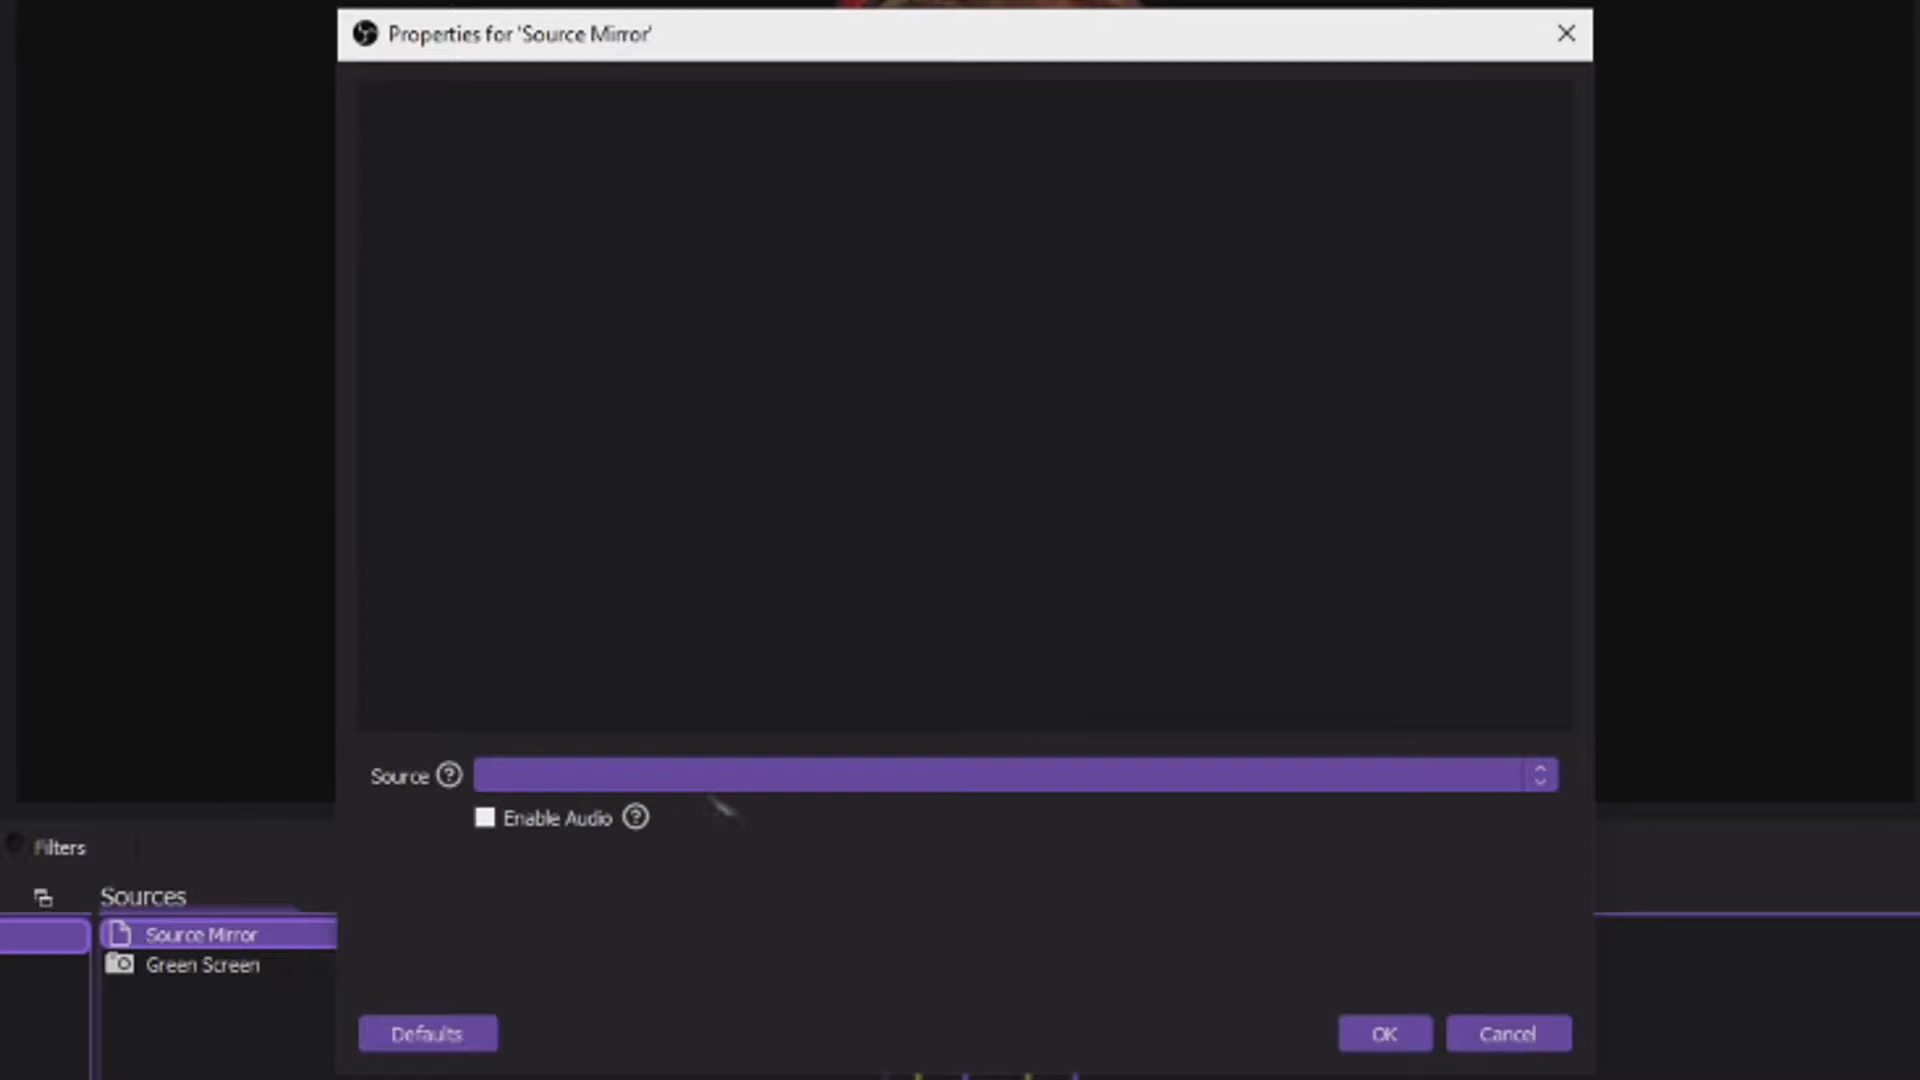 Properties for 'Source Mirror'
Source
Enable Audio
Filters
Sources
Source Mirror
Green Screen
Defaults
OK
Cancel